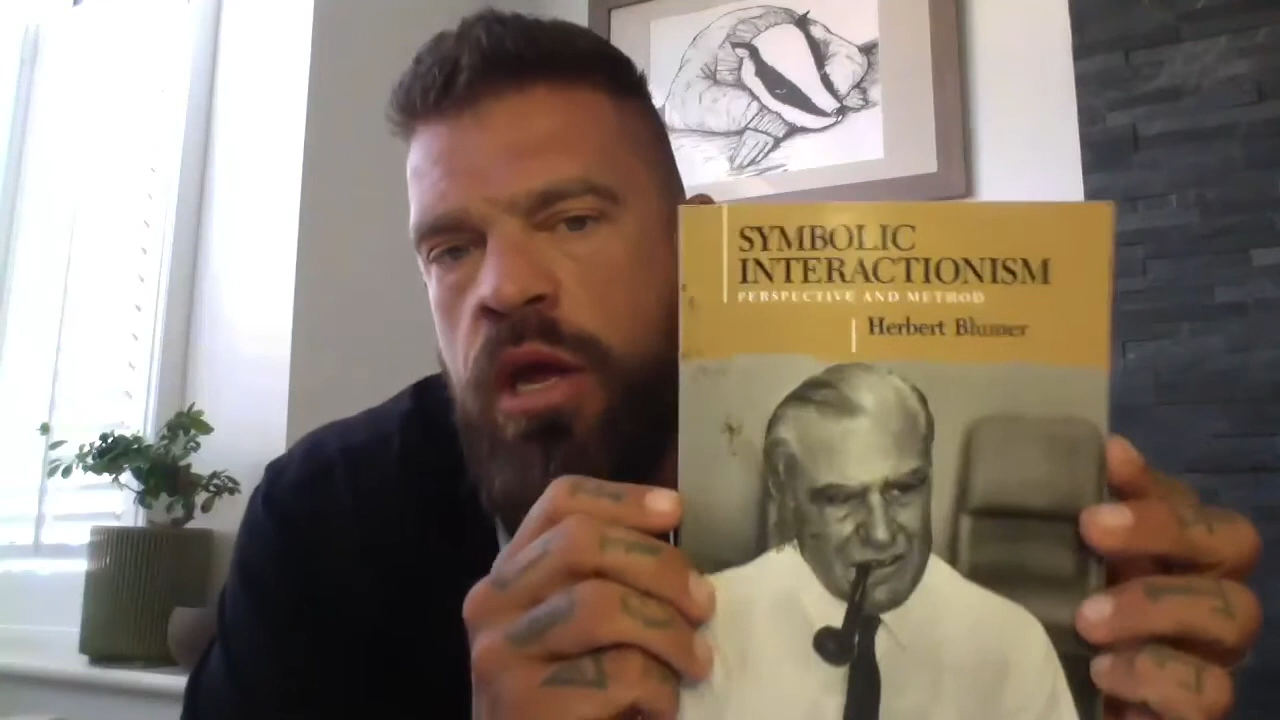 SYMBOLIC
INTERACTIONISM
PERSPECTIVE AND METHOD
Herbert Blumer